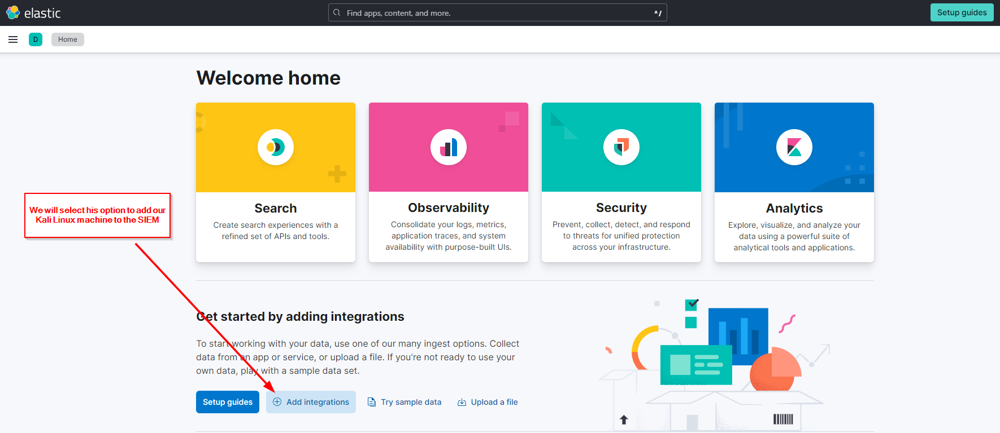 elastic
Find apps, content, and more.
^/
Setup guides
D
Home
Welcome home
Search
Create search experiences with a
refined set of APIs and tools.
Observability
Consolidate your logs, metrics,
application traces, and system
availability with purpose-built UIs.
Security
Prevent, collect, detect, and respond
to threats for unified protection
across your infrastructure.
Analytics
Explore, visualize, and analyze your
data using a powerful suite of
analytical tools and applications.
We will select his option to add our
Kali Linux machine to the SIEM
Get started by adding integrations
To start working with your data, use one of our many ingest options. Collect
data from an app or service, or upload a file. If you're not ready to use your
own data, play with a sample data set.
Setup guides
Add integrations
Try sample data
Upload a file